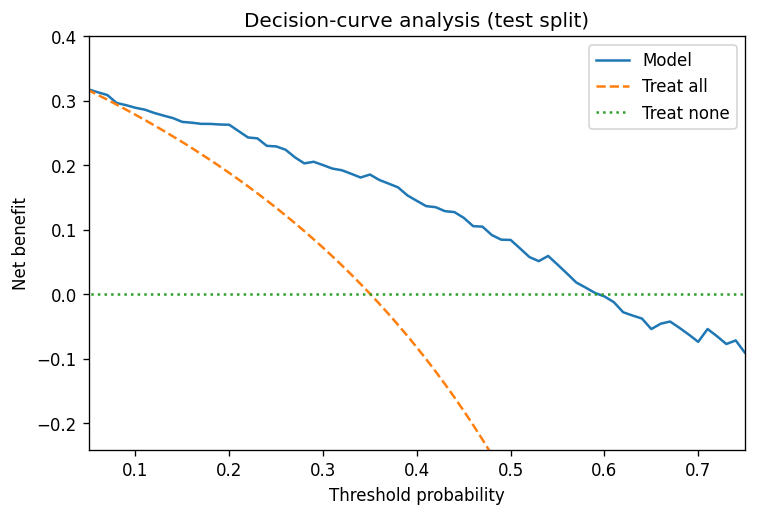 Decision-curve analysis (test split)
Net benefit
0.4
0.3
0.2
0.1
0.0
−0.1
−0.2
Model
Treat all
Treat none
0.1 0.2 0.3 0.4 0.5 0.6 0.7
Threshold probability